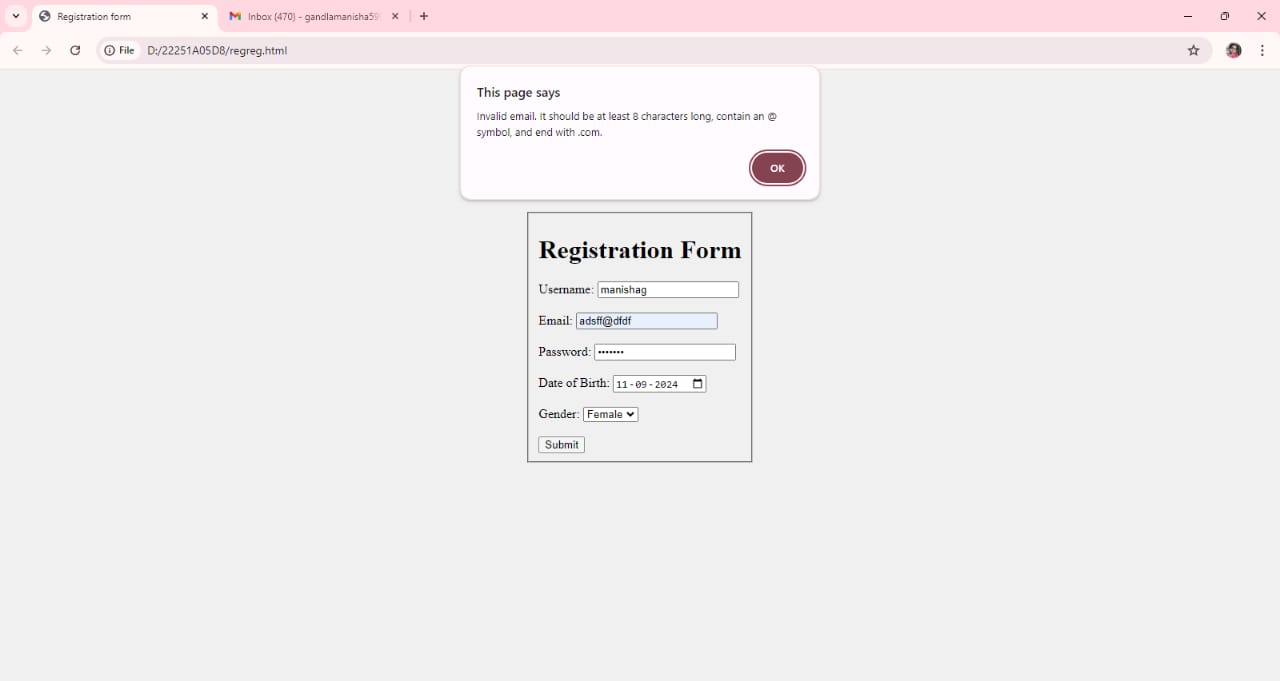 Registration form
Inbox (470) - gandlamanisha59
File
D:/22251A05D8/regreg.html
This page says
Invalid email. It should be at least 8 characters long, contain an @
symbol, and end with .com.
OK
Registration Form
Username: manishag
Email: adsff@dfdf
Password: •••••••
Date of Birth: 11-09-2024
Gender: Female
Submit